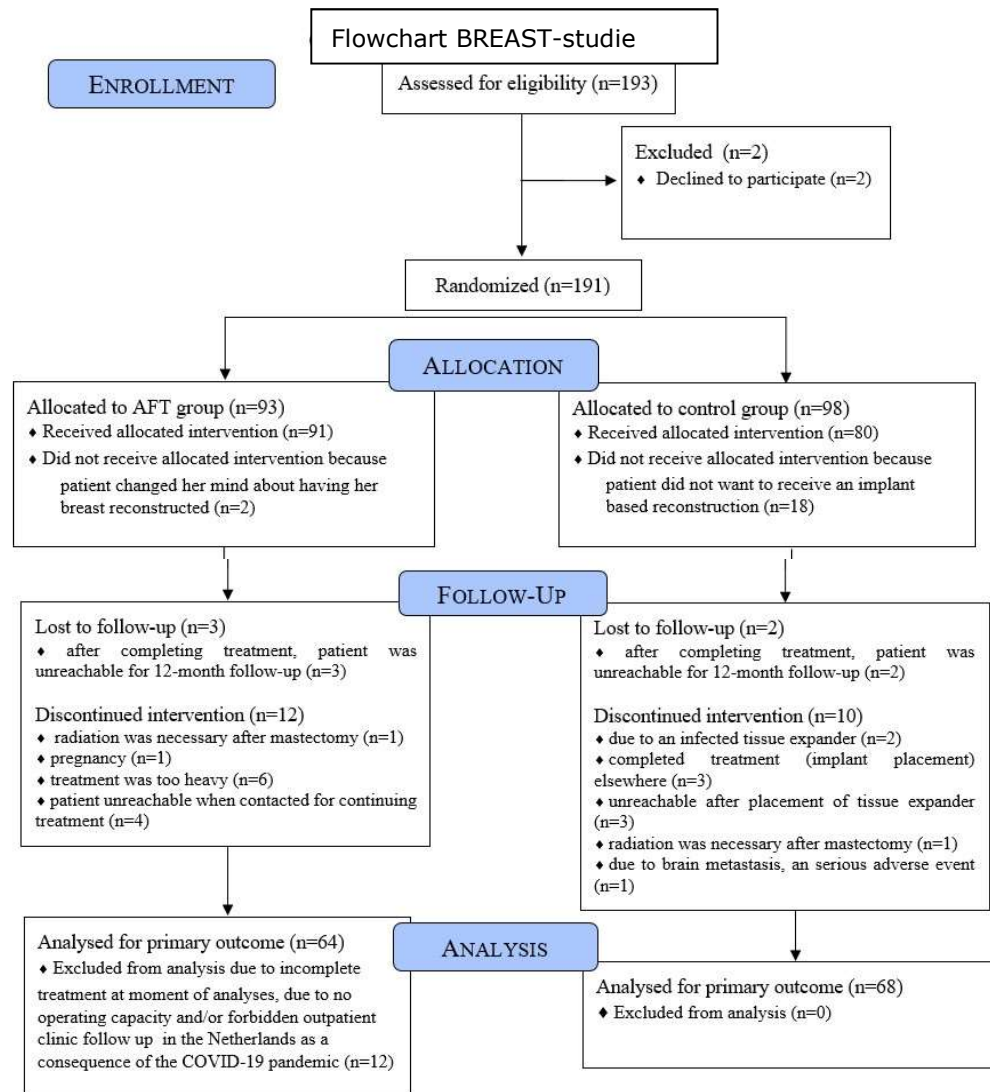 Flowchart BREAST-studie
ENROLLMENT
Assessed for eligibility (n=193)
Excluded (n=2)
♦ Declined to participate (n=2)
Randomized (n=191)
ALLOCATION
Allocated to AFT group (n=93)
♦ Received allocated intervention (n=91)
♦ Did not receive allocated intervention because
patient changed her mind about having her
breast reconstructed (n=2)
Allocated to control group (n=98)
♦ Received allocated intervention (n=80)
♦ Did not receive allocated intervention because
patient did not want to receive an implant
based reconstruction (n=18)
FOLLOW-UP
Lost to follow-up (n=3)
♦ after completing treatment, patient was
unreachable for 12-month follow-up (n=3)
Discontinued intervention (n=12)
♦ radiation was necessary after mastectomy (n=1)
♦ pregnancy (n=1)
♦ treatment was too heavy (n=6)
♦ patient unreachable when contacted for continuing
treatment (n=4)
Lost to follow-up (n=2)
♦ after completing treatment, patient was
unreachable for 12-month follow-up (n=2)
Discontinued intervention (n=10)
♦ due to an infected tissue expander (n=2)
♦ completed treatment (implant placement)
elsewhere (n=3)
♦ unreachable after placement of tissue expander
(n=3)
♦ radiation was necessary after mastectomy (n=1)
♦ due to brain metastasis, an serious adverse event
(n=1)
ANALYSIS
Analysed for primary outcome (n=64)
♦ Excluded from analysis due to incomplete
treatment at moment of analyses, due to no
operating capacity and/or forbidden outpatient
clinic follow up in the Netherlands as a
consequence of the COVID-19 pandemic (n=12)
Analysed for primary outcome (n=68)
♦ Excluded from analysis (n=0)